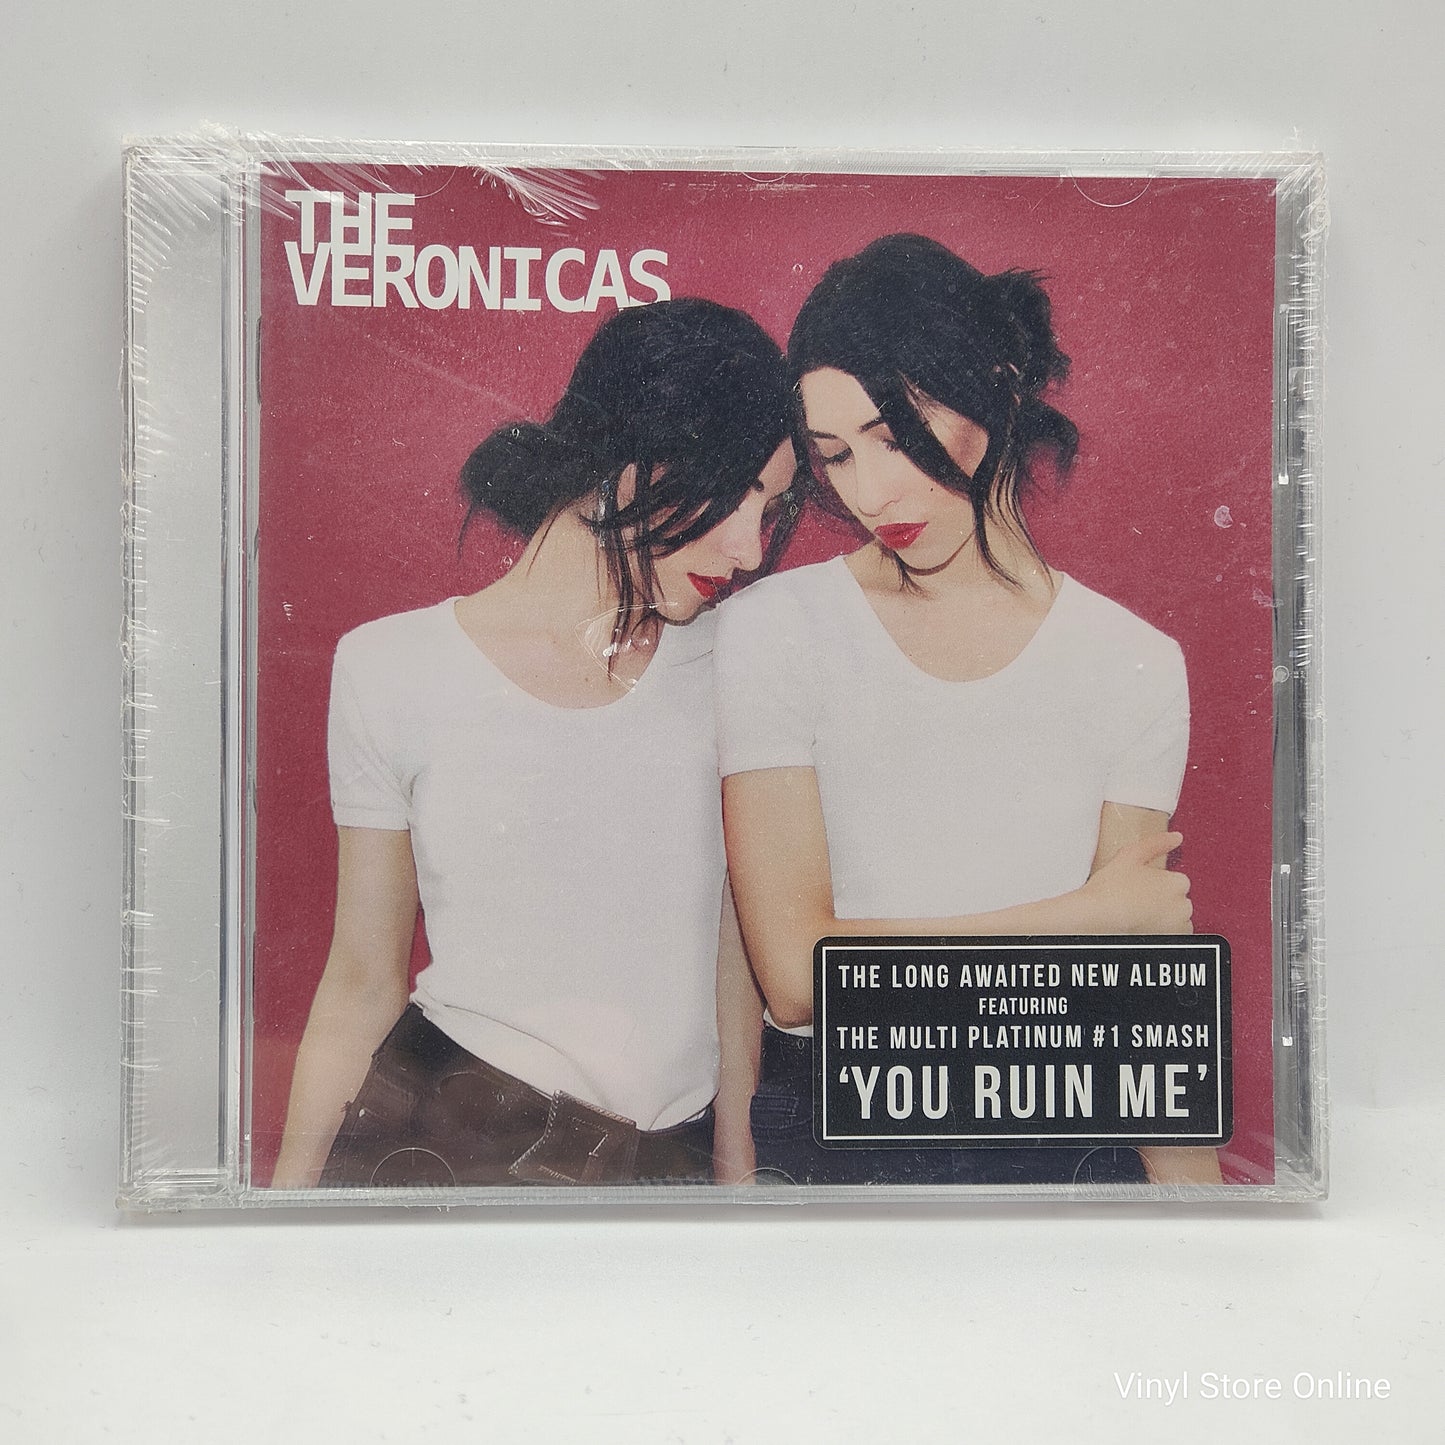 THE
VERONICAS
THE LONG AWAITED NEW ALBUM
FEATURING
THE MULTI PLATINUM #1 SMASH
‘YOU RUIN ME’
Vinyl Store Online